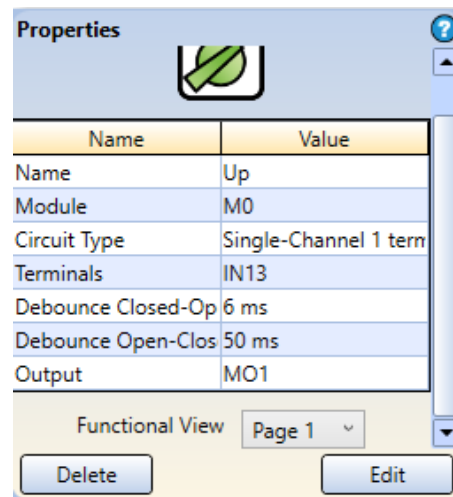 Properties
?
Name Value
Name Up
Module M0
Circuit Type Single-Channel 1 term
Terminals IN13
Debounce Closed-Op 6 ms
Debounce Open-Clos 50 ms
Output MO1
Functional View Page 1
Delete Edit